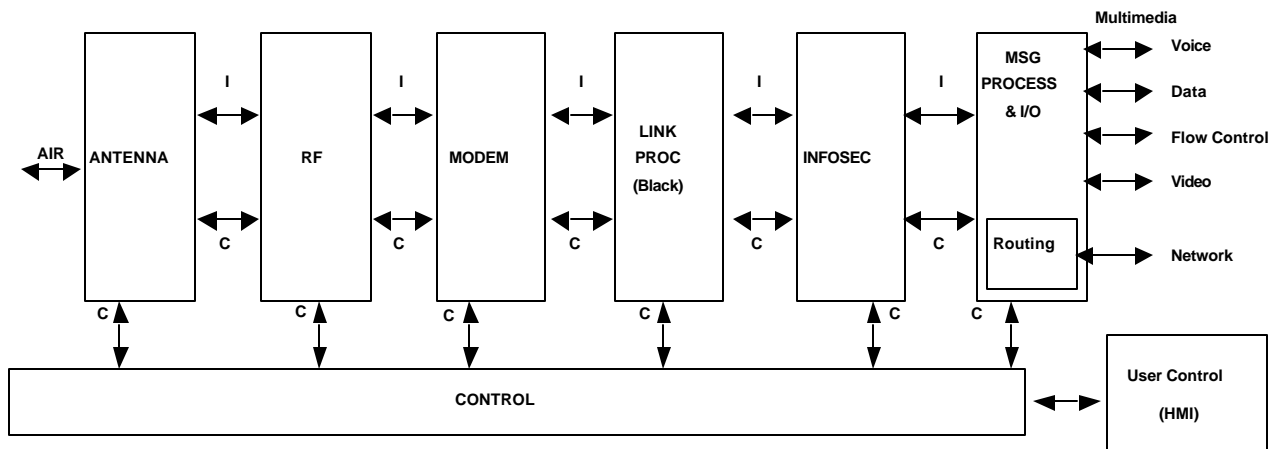 Multimedia
Voice
Data
Flow Control
Video
Network
AIR
ANTENNA
I
C
RF
I
C
MODEM
I
C
LINK
PROC
(Black)
I
C
INFOSEC
I
C
MSG
PROCESS
& I/O
Routing
C
C
C
C
C
C
CONTROL
User Control
(HMI)